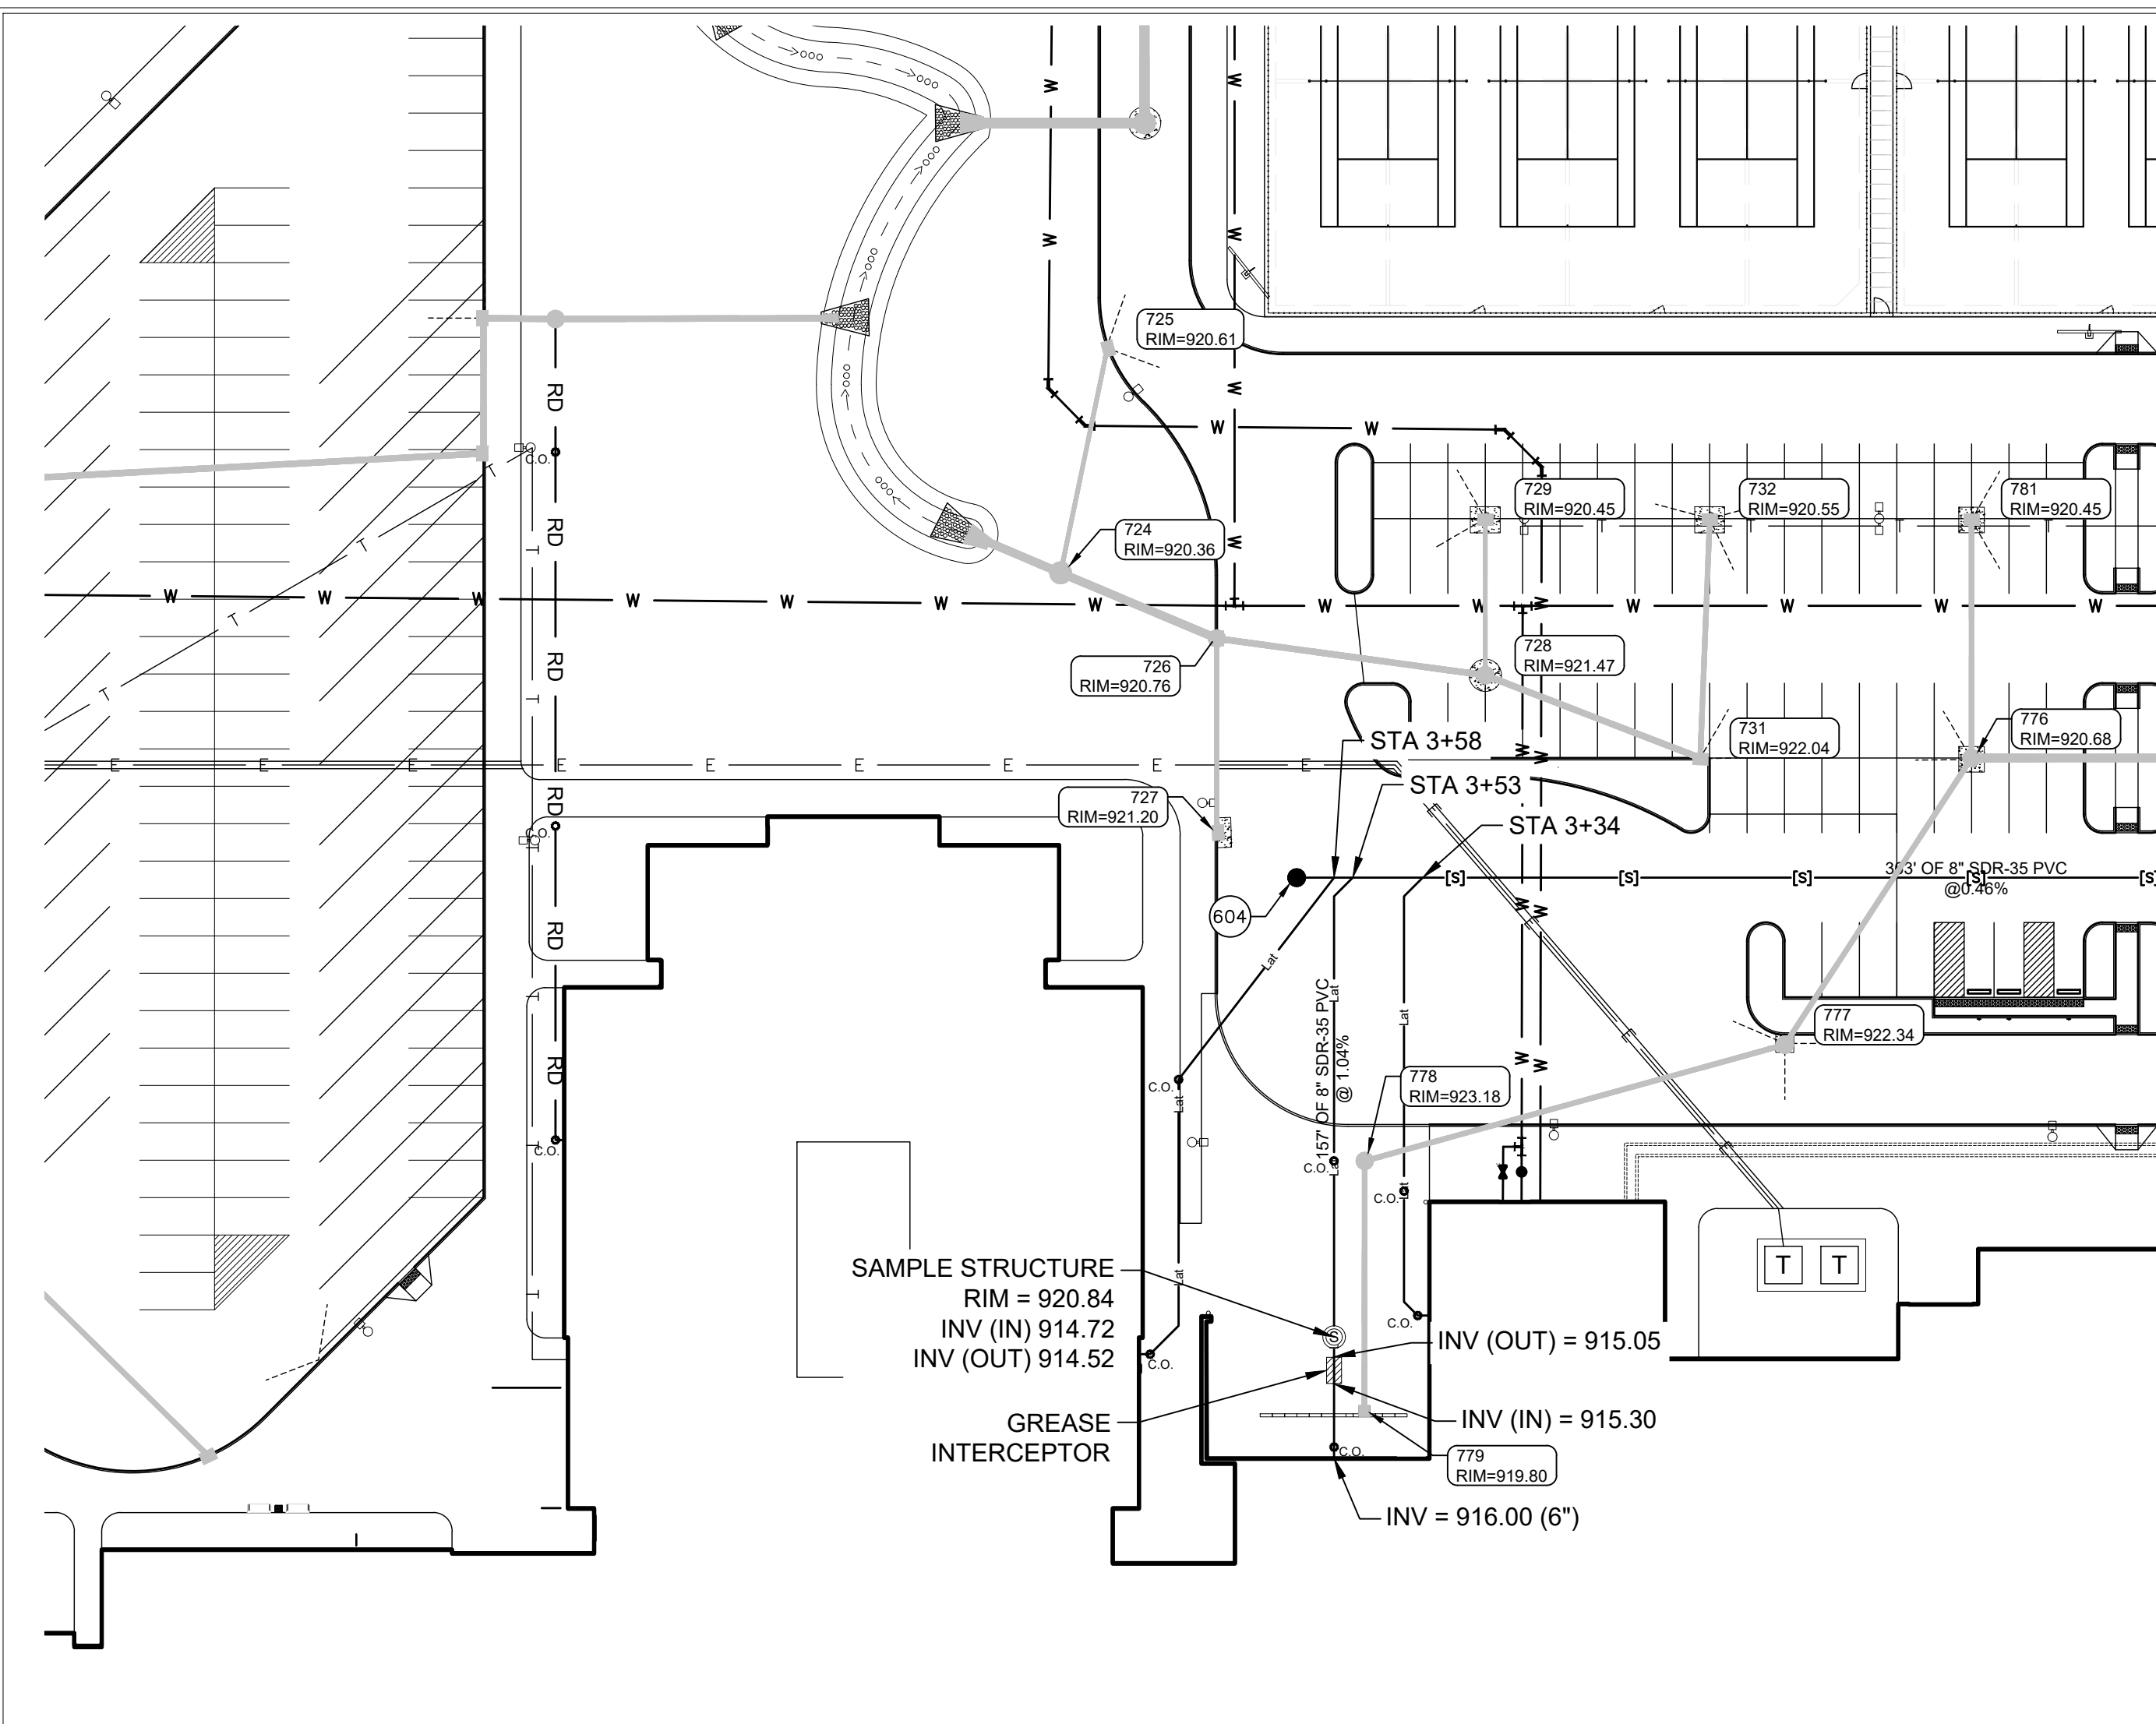 W
W
W
W
725
RIM=920.61
W
W
W
RD
C.O.
T
RD
T
T
729
RIM=920.45
732
RIM=920.55
781
RIM=920.45
T
T
T
724
RIM=920.36
W
T
T
W
W
W
W
W
W
W
W
W
W
W
W
W
W
RD
T
T
726
RIM=920.76
728
RIM=921.47
STA 3+58
731
RIM=922.04
776
RIM=920.68
W
W
E
E
E
E
E
E
E
E
E
STA 3+53
RD
727
RIM=921.20
C.O.
T
STA 3+34
393' OF 8" SDR-35 PVC
@0.46%
[S]
[S]
[S]
[S]
[S]
604
W
W
RD
Lat
T
157' OF 8" SDR-35 PVC
@ 1.04%
Lat
Lat
777
RIM=922.34
RD
W
W
C.O.
Lat
778
RIM=923.18
C.O.
T
C.O.
Lat
C.O.
Lat
SAMPLE STRUCTURE
RIM = 920.84
INV (IN) 914.72
INV (OUT) 914.52
Lat
T
T
T
S
C.O.
C.O.
INV (OUT) = 915.05
GREASE
INTERCEPTOR
INV (IN) = 915.30
C.O.
779
RIM=919.80
INV = 916.00 (6")